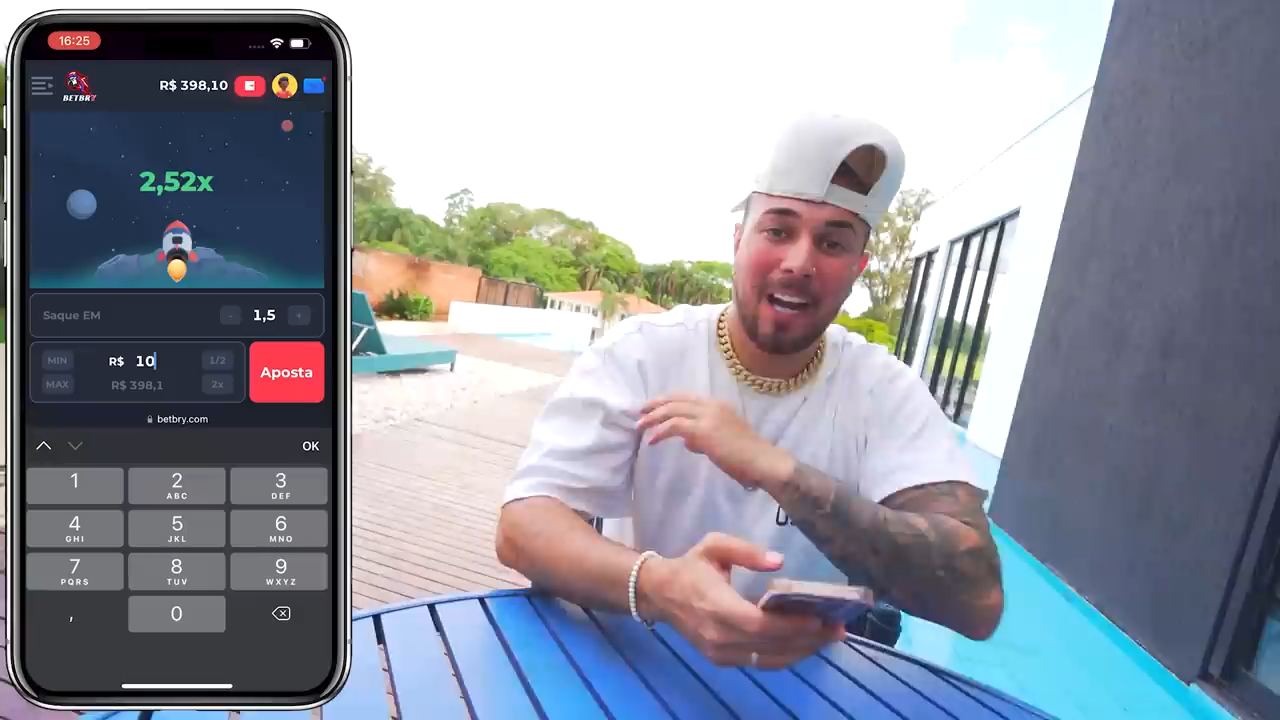 16:25
BETBRY
R$ 398,10
2,52x
Saque EM
-
1,5
+
MIN
R$ 10
1/2
MAX
R$ 398,1
2x
Aposta
betbry.com
OK
1
2
ABC
3
DEF
4
GHI
5
JKL
6
MNO
7
PQRS
8
TUV
9
WXYZ
,
0